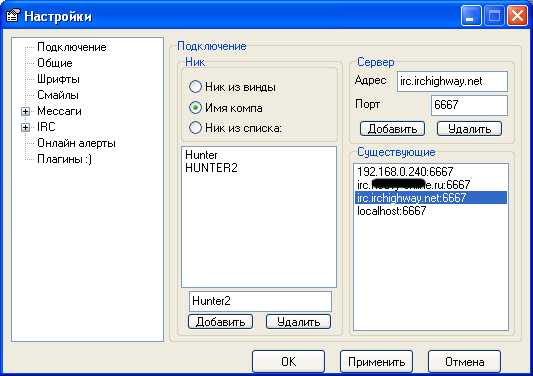 Настройки
Подключение
Общие
Шрифты
Смайлы
Мессаги
IRC
Онлайн алерты
Плагины :)
Подключение
Ник
Ник из винды
Имя компа
Ник из списка:
Hunter
HUNTER2
Hunter2
Добавить
Удалить
Сервер
Адрес
irc.irchighway.net
Порт
6667
Добавить
Удалить
Существующие
192.168.0.240:6667
irc.
line.ru:6667
irc.irchighway.net:6667
localhost:6667
OK
Применить
Отмена